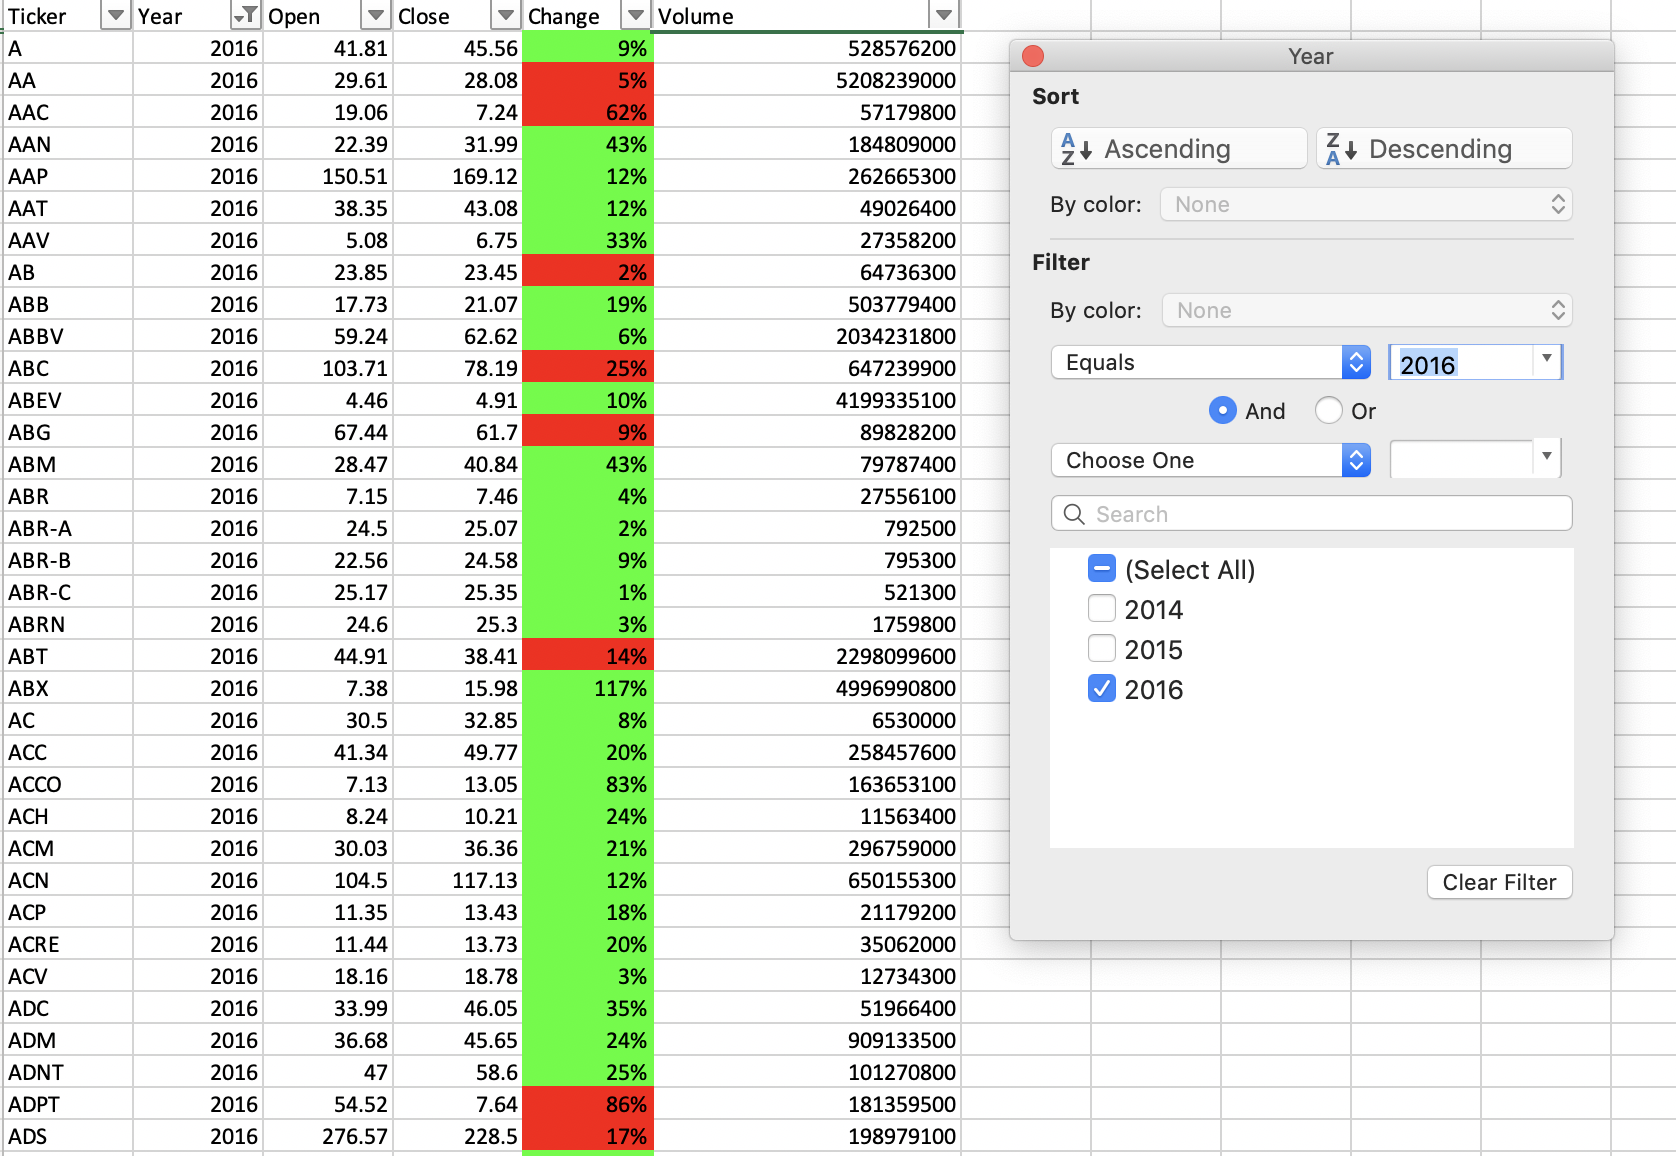 Ticker Year Open Close Change Volume
A 2016 41.81 45.56 9% 528576200
AA 2016 29.61 28.08 5% 5208239000
AAC 2016 19.06 7.24 62% 57179800
AAN 2016 22.39 31.99 43% 184809000
AAP 2016 150.51 169.12 12% 262665300
AAT 2016 38.35 43.08 12% 49026400
AAV 2016 5.08 6.75 33% 27358200
AB 2016 23.85 23.45 2% 64736300
ABB 2016 17.73 21.07 19% 503779400
ABBV 2016 59.24 62.62 6% 2034231800
ABC 2016 103.71 78.19 25% 647239900
ABEV 2016 4.46 4.91 10% 4199335100
ABG 2016 67.44 61.7 9% 89828200
ABM 2016 28.47 40.84 43% 79787400
ABR 2016 7.15 7.46 4% 27556100
ABR-A 2016 24.5 25.07 2% 792500
ABR-B 2016 22.56 24.58 9% 795300
ABR-C 2016 25.17 25.35 1% 521300
ABRN 2016 24.6 25.3 3% 1759800
ABT 2016 44.91 38.41 14% 2298099600
ABX 2016 7.38 15.98 117% 4996990800
AC 2016 30.5 32.85 8% 6530000
ACC 2016 41.34 49.77 20% 258457600
ACCO 2016 7.13 13.05 83% 163653100
ACH 2016 8.24 10.21 24% 11563400
ACM 2016 30.03 36.36 21% 296759000
ACN 2016 104.5 117.13 12% 650155300
ACP 2016 11.35 13.43 18% 21179200
ACRE 2016 11.44 13.73 20% 35062000
ACV 2016 18.16 18.78 3% 12734300
ADC 2016 33.99 46.05 35% 51966400
ADM 2016 36.68 45.65 24% 909133500
ADNT 2016 47 58.6 25% 101270800
ADPT 2016 54.52 7.64 86% 181359500
ADS 2016 276.57 228.5 17% 198979100
Year
Sort
AZ Ascending ZA Descending
By color: None
Filter
By color: None
Equals 2016
And Or
Choose One
Search
(Select All)
2014
2015
2016
Clear Filter